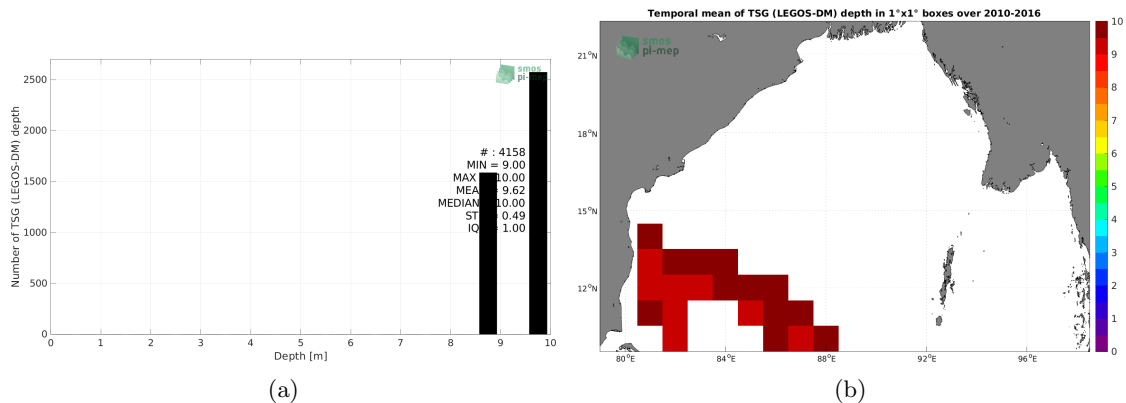 smos
pi-mep
2500
2000
1500
1000
500
0
Number of TSG (LEGOS-DM) depth
# : 4158
MIN = 9.00
MAX 10.00
MEA 9.62
MEDIAN 10.00
ST 0.49
IQ = 1.00
0 1 2 3 4 5 6 7 8 9 10
Depth [m]
(a)
Temporal mean of TSG (LEGOS-DM) depth in 1°x1° boxes over 2010-2016
smos
pi-mep
21°N
18°N
15°N
12°N
80°E 84°E 88°E 92°E 96°E
10
9
8
7
6
5
4
3
2
1
0
(b)